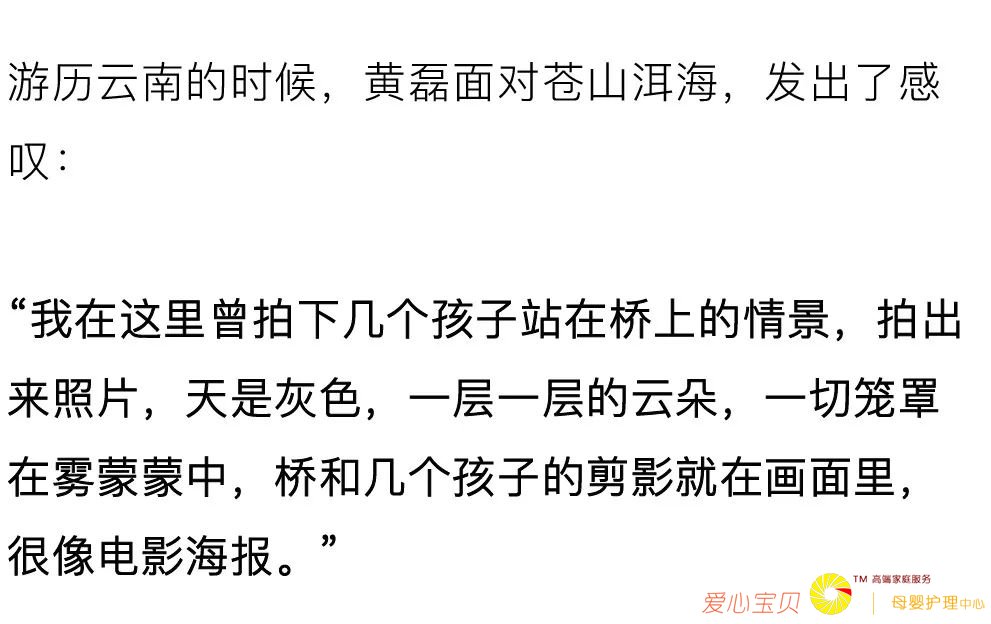 游历云南的时候，黄磊面对苍山洱海，发出了感
叹：
“我在这里曾拍下几个孩子站在桥上的情景，拍出
来照片，天是灰色，一层一层的云朵，一切笼罩
在雾蒙蒙中，桥和几个孩子的剪影就在画面里，
很像电影海报。”
爱心宝贝 TM 高端家庭服务 | 母婴护理中心